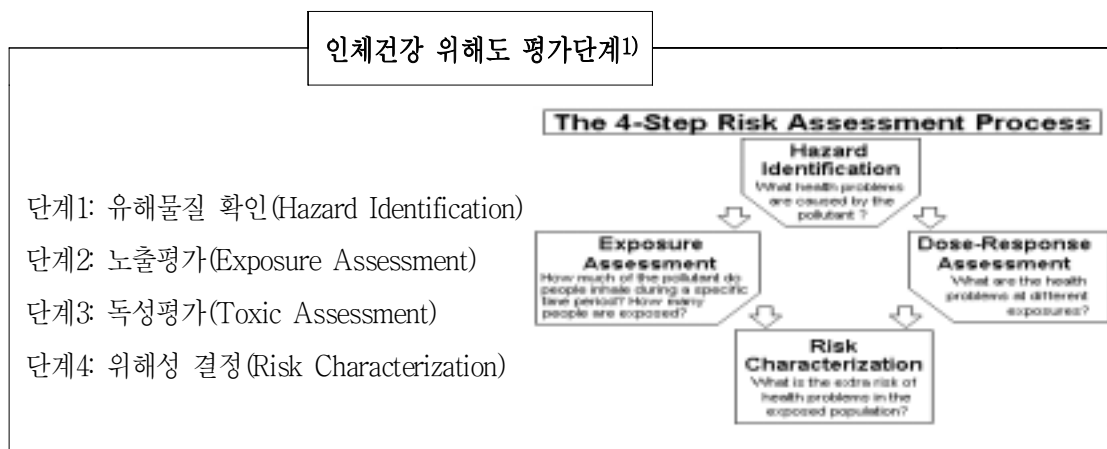 인체건강 위해도 평가단계1)
단계1: 유해물질 확인(Hazard Identification)
단계2: 노출평가(Exposure Assessment)
단계3: 독성평가(Toxic Assessment)
단계4: 위해성 결정(Risk Characterization)
The 4-Step Risk Assessment Process
Hazard
Identification
What health problems
are caused by the
pollutant ?
Exposure
Assessment
How much of the pollutant do
people inhale during a specific
time period? How many
people are exposed?
Dose-Response
Assessment
What are the health
problems at different
exposures?
Risk
Characterization
What is the extra risk of
health problems in the
exposed population?